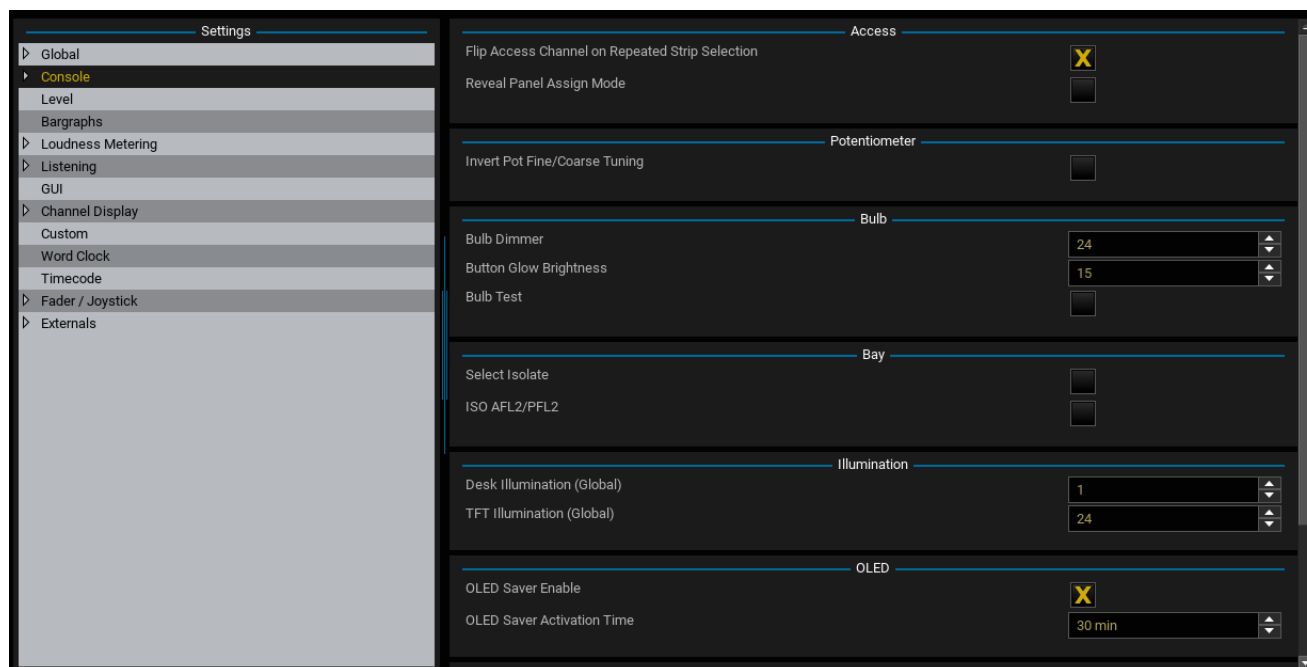 Settings
Global
Console
Level
Bargraphs
Loudness Metering
Listening
GUI
Channel Display
Custom
Word Clock
Timecode
Fader / Joystick
Externals
Access
Flip Access Channel on Repeated Strip Selection
X
Reveal Panel Assign Mode
Potentiometer
Invert Pot Fine/Coarse Tuning
Bulb
Bulb Dimmer
24
Button Glow Brightness
15
Bulb Test
Bay
Select Isolate
ISO AFL2/PFL2
Illumination
Desk Illumination (Global)
1
TFT Illumination (Global)
24
OLED
OLED Saver Enable
X
OLED Saver Activation Time
30 min